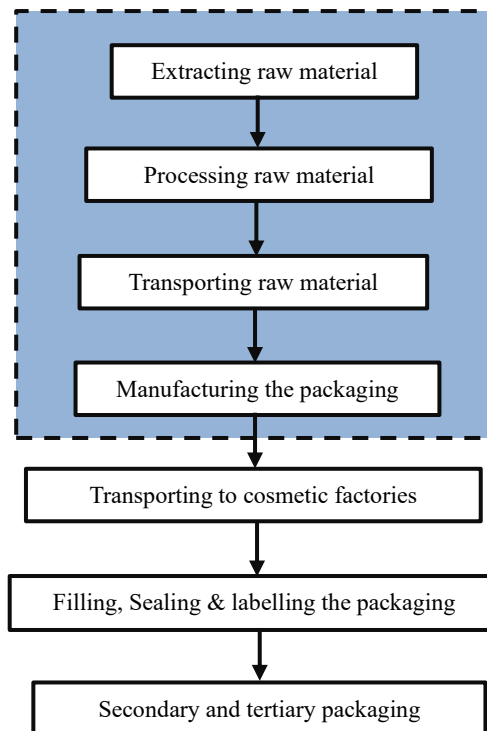 Extracting raw material
Processing raw material
Transporting raw material
Manufacturing the packaging
Transporting to cosmetic factories
Filling, Sealing & labelling the packaging
Secondary and tertiary packaging